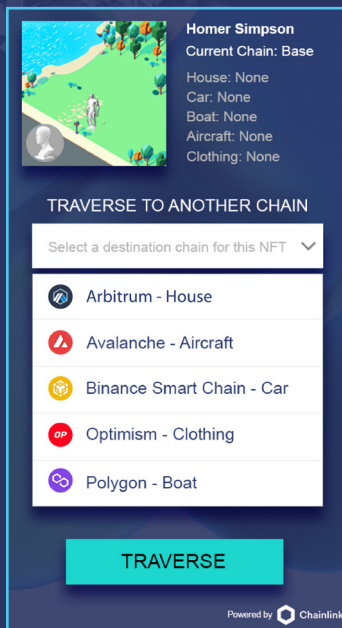 Homer Simpson
Current Chain: Base
House: None
Car: None
Boat: None
Aircraft: None
Clothing: None
TRAVERSE TO ANOTHER CHAIN
Select a destination chain for this NFT
Arbitrum - House
Avalanche - Aircraft
Binance Smart Chain - Car
OP Optimism - Clothing
Polygon - Boat
TRAVERSE
Powered by Chainlink